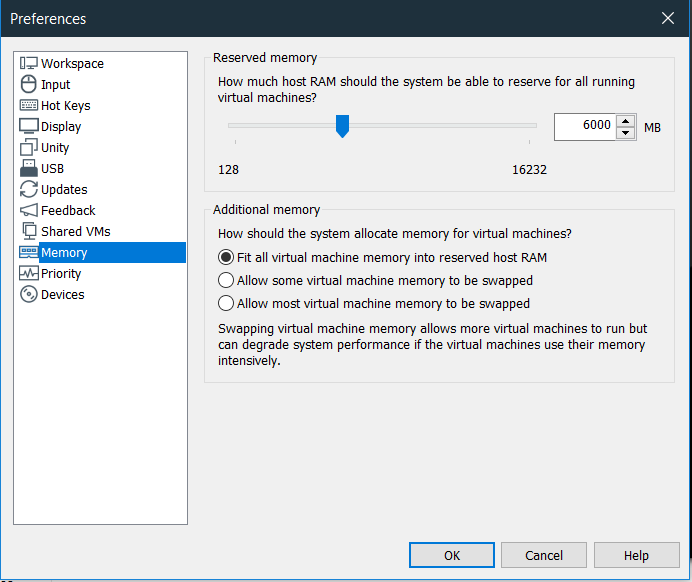 Preferences
Workspace
Input
Hot Keys
Display
Unity
USB
Updates
Feedback
Shared VMs
Memory
Priority
Devices
Reserved memory
How much host RAM should the system be able to reserve for all running
virtual machines?
6000 MB
128 16232
Additional memory
How should the system allocate memory for virtual machines?
Fit all virtual machine memory into reserved host RAM
Allow some virtual machine memory to be swapped
Allow most virtual machine memory to be swapped
Swapping virtual machine memory allows more virtual machines to run but
can degrade system performance if the virtual machines use their memory
intensively.
OK Cancel Help